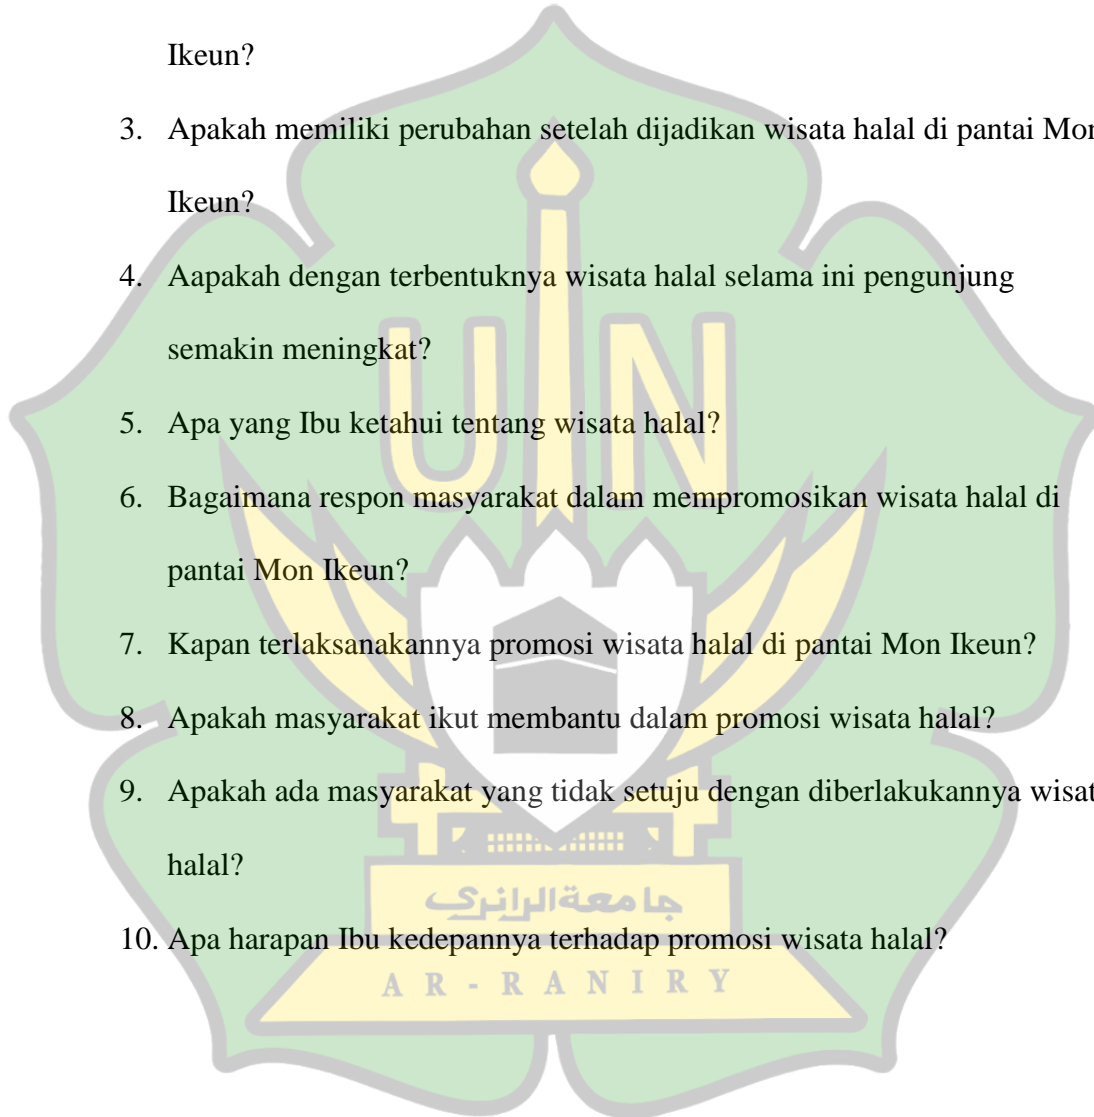 Ikeun?
3. Apakah memiliki perubahan setelah dijadikan wisata halal di pantai Mon
Ikeun?
4. Aapakah dengan terbentuknya wisata halal selama ini pengunjung
semakin meningkat?
5. Apa yang Ibu ketahui tentang wisata halal?
6. Bagaimana respon masyarakat dalam mempromosikan wisata halal di
pantai Mon Ikeun?
7. Kapan terlaksanakannya promosi wisata halal di pantai Mon Ikeun?
8. Apakah masyarakat ikut membantu dalam promosi wisata halal?
9. Apakah ada masyarakat yang tidak setuju dengan diberlakukannya wisat
halal?
10. Apa harapan Ibu kedepannya terhadap promosi wisata halal?
UIN
جامعة الرانري
AR-RANIRY